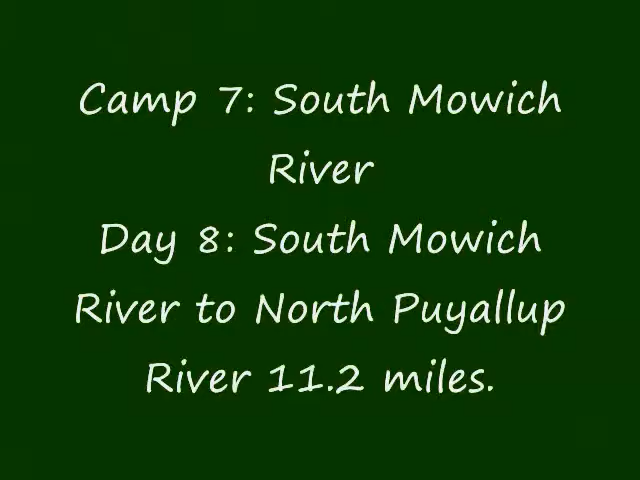 Camp 7: South Mowich
River
Day 8: South Mowich
River to North Puyallup
River 11.2 miles.